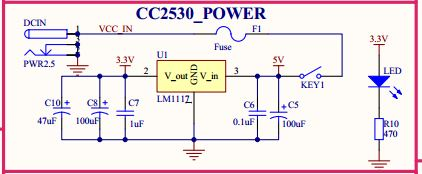 CC2530_POWER
DCIN
VCC_IN
F1
Fuse
PWR2.5
3.3V
U1
5V
3.3V
2
V_out
GND
V_in
3
LM1117
KEY1
LED
C10
47uF
C8
100uF
C7
1uF
C6
0.1uF
C5
100uF
R10
470